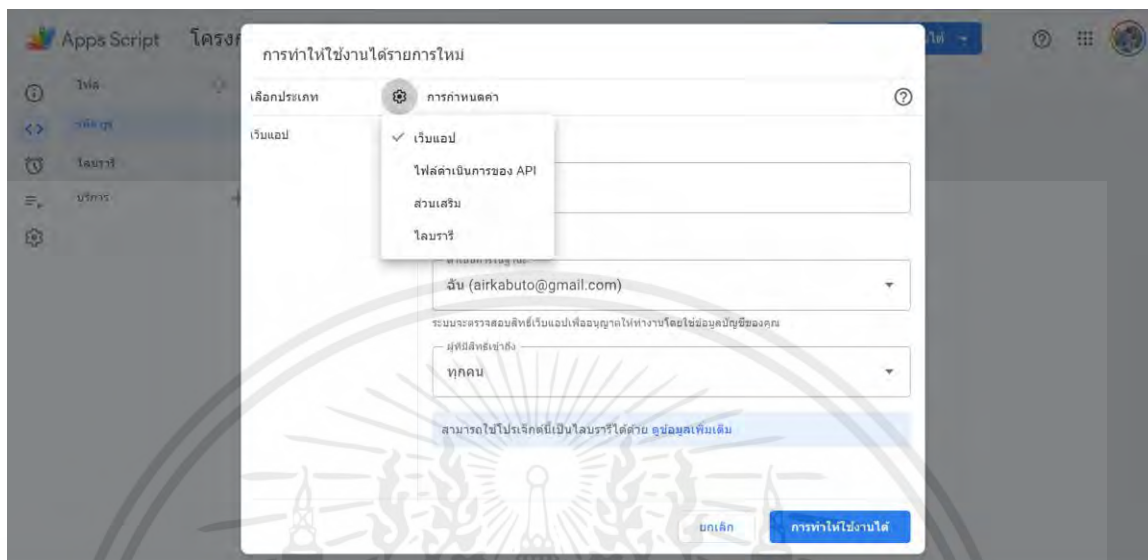 Apps Script
การทำให้ใช้งานได้รายการใหม่
ไฟล์
เลือกประเภท
การกำหนดค่า
เว็บแอป
เว็บแอป
ไลบรารี
ไฟล์ดำเนินการของ API
บริการ
ส่วนเสริม
ไลบรารี
ฉัน (airkabuto@gmail.com)
ระบบจะตรวจสอบสิทธิ์เว็บแอปเพื่ออนุญาตให้ทำงานโดยใช้ข้อมูลบัญชีของคุณ
ผู้ที่มีสิทธิ์เข้าถึง
ทุกคน
สามารถใช้โปรเจ็กต์นี้เป็นไลบรารีได้ด้วย ดูข้อมูลเพิ่มเติม
ยกเลิก
การทำให้ใช้งานได้